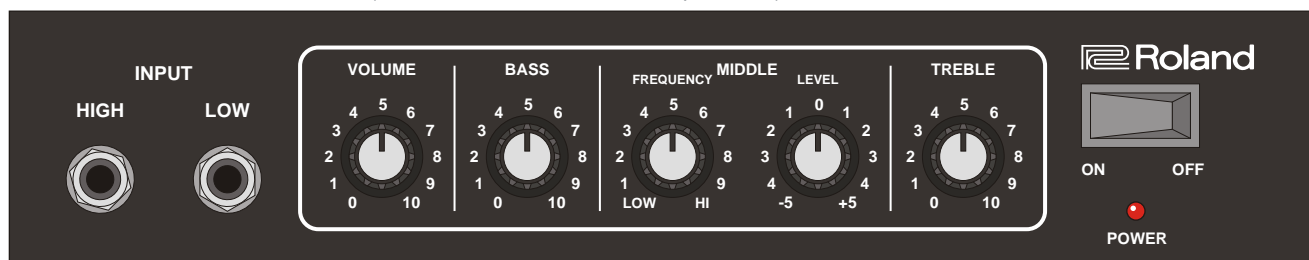 INPUT
HIGH
LOW
VOLUME
0 1 2 3 4 5 6 7 8 9 10
BASS
0 1 2 3 4 5 6 7 8 9 10
MIDDLE
FREQUENCY
LOW 1 2 3 4 5 6 7 8 9 HI
LEVEL
-5 4 3 2 1 0 1 2 3 4 +5
TREBLE
0 1 2 3 4 5 6 7 8 9 10
Roland
ON OFF
POWER